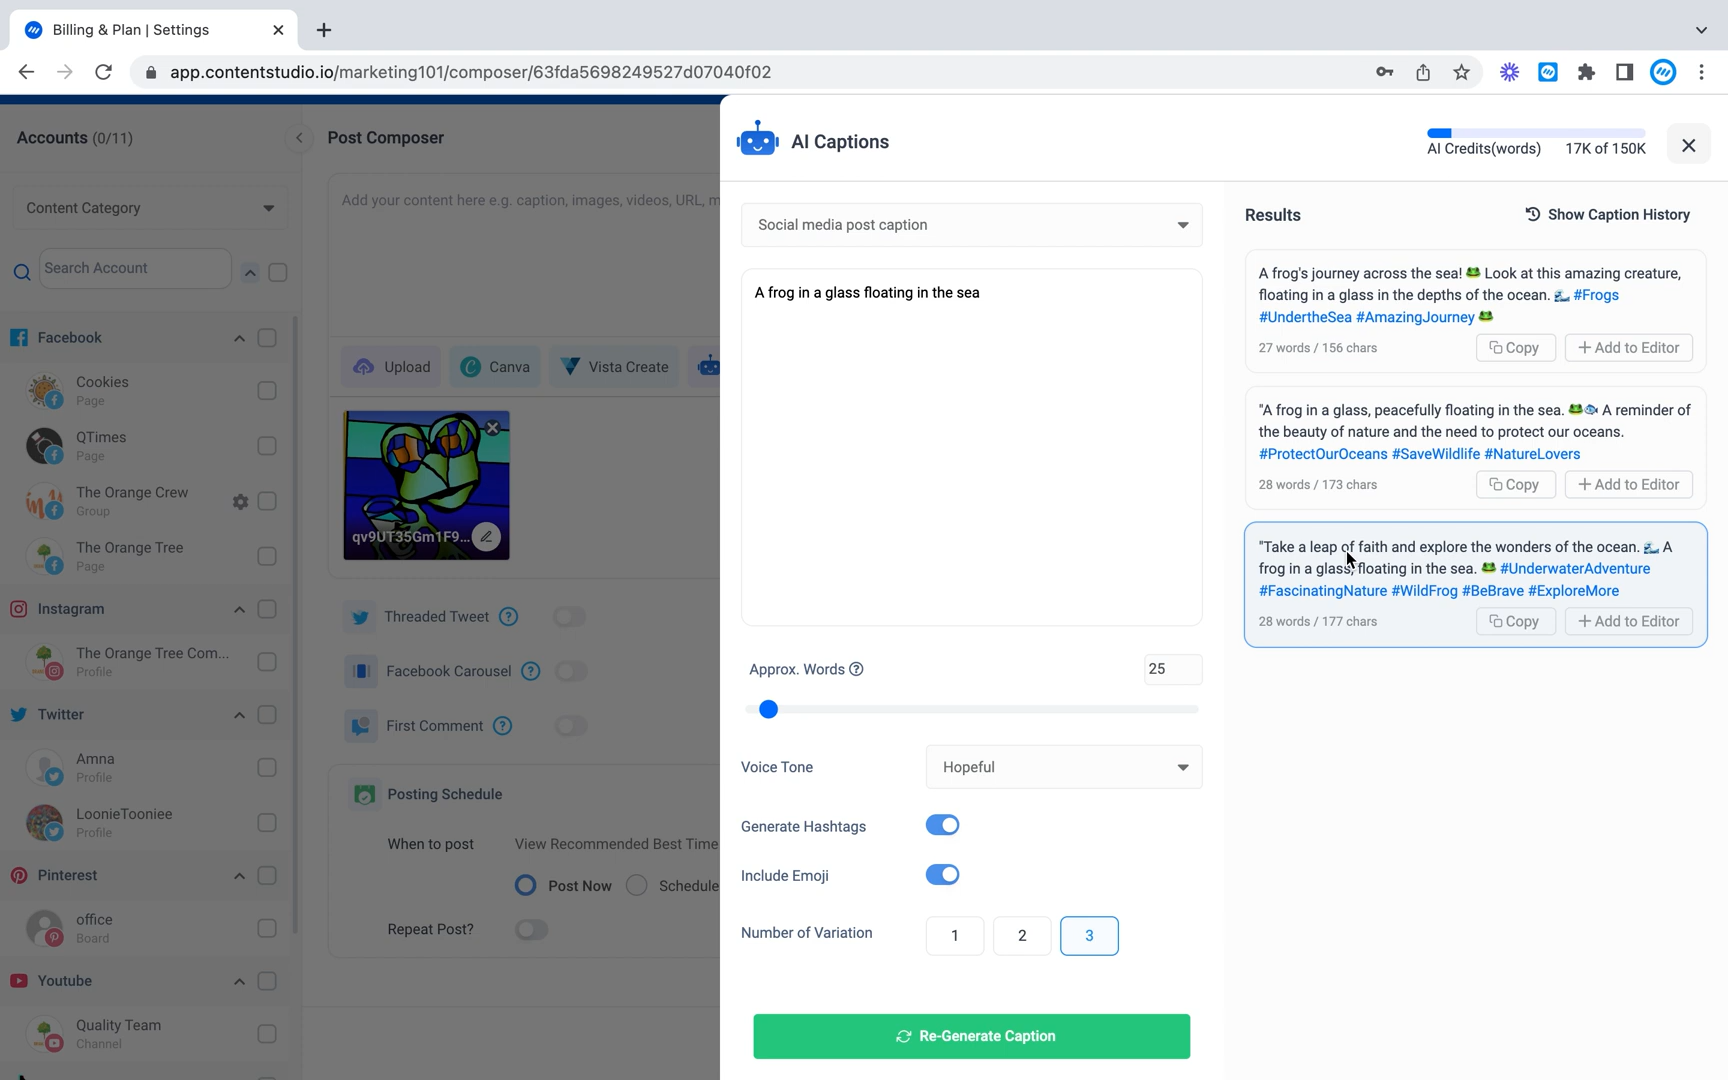 Billing & Plan | Settings
app.contentstudio.io/marketing101/composer/63fda5698249527d07040f02
Accounts (0/11)
Content Category
Search Account
Facebook
Cookies
Page
QTimes
Page
The Orange Crew
Group
The Orange Tree
Page
Instagram
The Orange Tree Com...
Profile
Twitter
Amna
Profile
LoonieTooniee
Profile
Pinterest
office
Board
Youtube
Quality Team
Channel
Post Composer
Add your content here e.g. caption, images, videos, URL, m
Upload
Canva
Vista Create
qv9UT35Gm1F9...
Threaded Tweet ?
Facebook Carousel ?
First Comment ?
Posting Schedule
When to post View Recommended Best Time
Post Now Schedule
Repeat Post?
AI Captions
AI Credits(words) 17K of 150K
Social media post caption
A frog in a glass floating in the sea
Approx. Words ? 25
Voice Tone Hopeful
Generate Hashtags
Include Emoji
Number of Variation 1 2 3
Re-Generate Caption
Results Show Caption History
A frog's journey across the sea! 🐸 Look at this amazing creature,
floating in a glass in the depths of the ocean. 🌊 #Frogs
#UndertheSea #AmazingJourney 🐸
27 words / 156 chars Copy + Add to Editor
"A frog in a glass, peacefully floating in the sea. 🐸🐟 A reminder of
the beauty of nature and the need to protect our oceans.
#ProtectOurOceans #SaveWildlife #NatureLovers
28 words / 173 chars Copy + Add to Editor
"Take a leap of faith and explore the wonders of the ocean. 🌊 A
frog in a glass, floating in the sea. 🐸 #UnderwaterAdventure
#FascinatingNature #WildFrog #BeBrave #ExploreMore
28 words / 177 chars Copy + Add to Editor